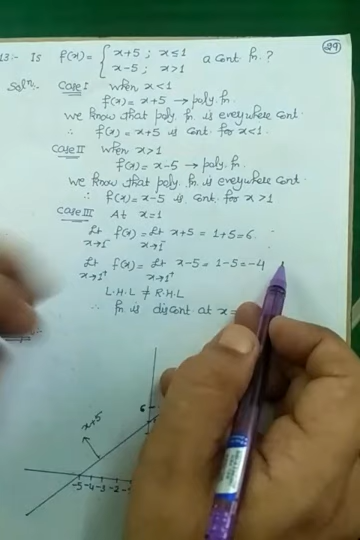 13:- Is f(x) = { x+5 ; x ≤ 1 a cont. fn. ?
x-5 ; x > 1
29
Soln:- Case I when x < 1
f(x) = x+5 → poly. fn.
we know that poly. fn. is everywhere cont.
∴ f(x) = x+5 is cont. for x < 1.
Case II when x > 1
f(x) = x-5 → poly. fn.
we know that poly. fn. is everywhere cont.
∴ f(x) = x-5 is cont. for x > 1
Case III At x = 1
Lt x→1⁻ f(x) = Lt x→1⁻ x+5 = 1+5 = 6.
Lt x→1⁺ f(x) = Lt x→1⁺ x-5 = 1-5 = -4
L.H.L ≠ R.H.L
∴ fn is discont. at x =
6
x+5
-5 -4 -3 -2